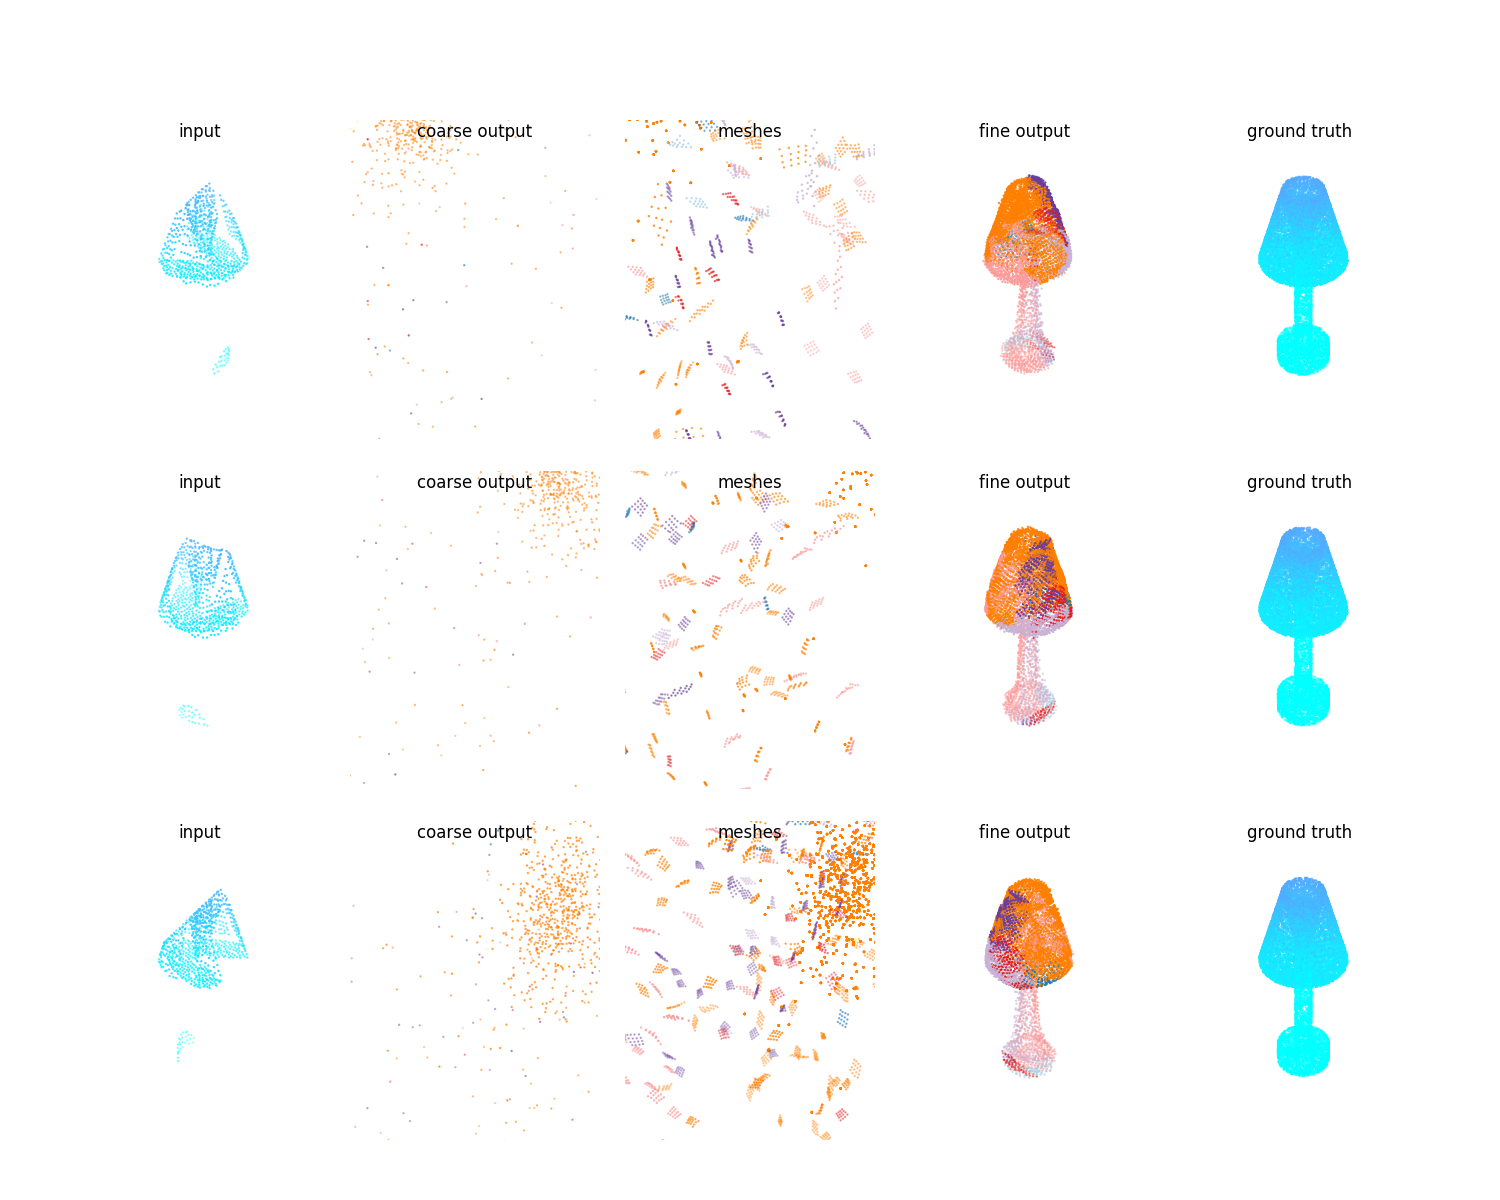 input
coarse output
meshes
fine output
ground truth
input
coarse output
meshes
fine output
ground truth
input
coarse output
meshes
fine output
ground truth